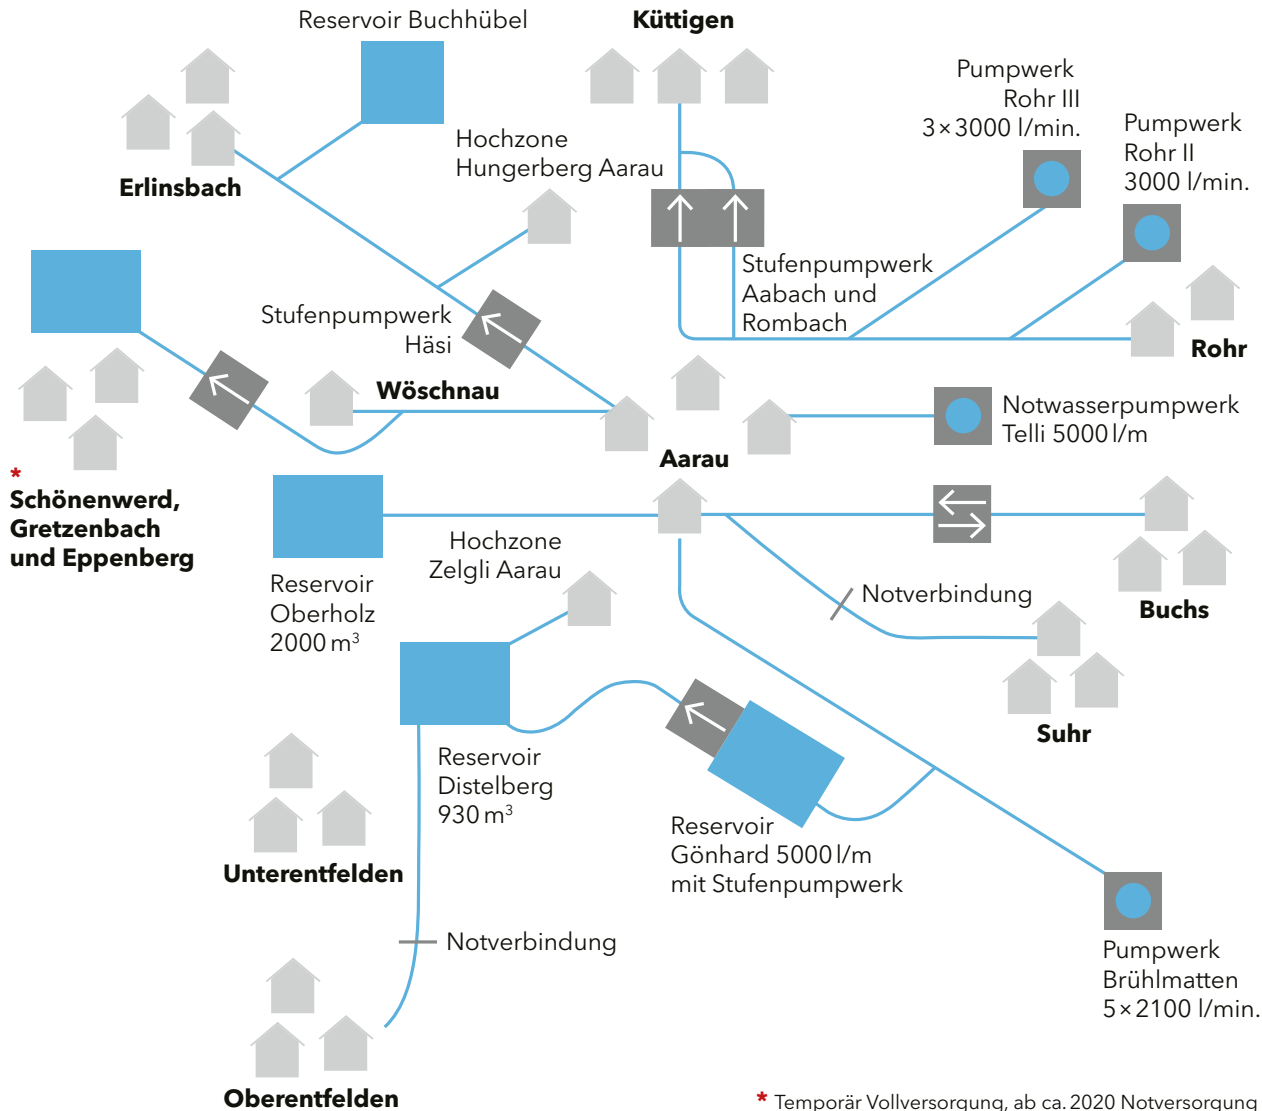 Reservoir Buchhübel
Küttigen
Pumpwerk
Rohr III
3×3000 l/min.
Pumpwerk
Rohr II
3000 l/min.
Hochzone
Hungerberg Aarau
Erlinsbach
Stufenpumpwerk
Aabach und
Rombach
Stufenpumpwerk
Häsi
Rohr
Wöschnau
Notwasserpumpwerk
Telli 5000 l/m
Aarau
*
Schönenwerd,
Gretzenbach
und Eppenberg
Hochzone
Zelgli Aarau
Reservoir
Oberholz
2000 m³
Notverbindung
Buchs
Suhr
Reservoir
Distelberg
930 m³
Reservoir
Gönhard 5000 l/m
mit Stufenpumpwerk
Unterentfelden
Notverbindung
Pumpwerk
Brühlmatten
5×2100 l/min.
Oberentfelden
* Temporär Vollversorgung, ab ca. 2020 Notversorgung